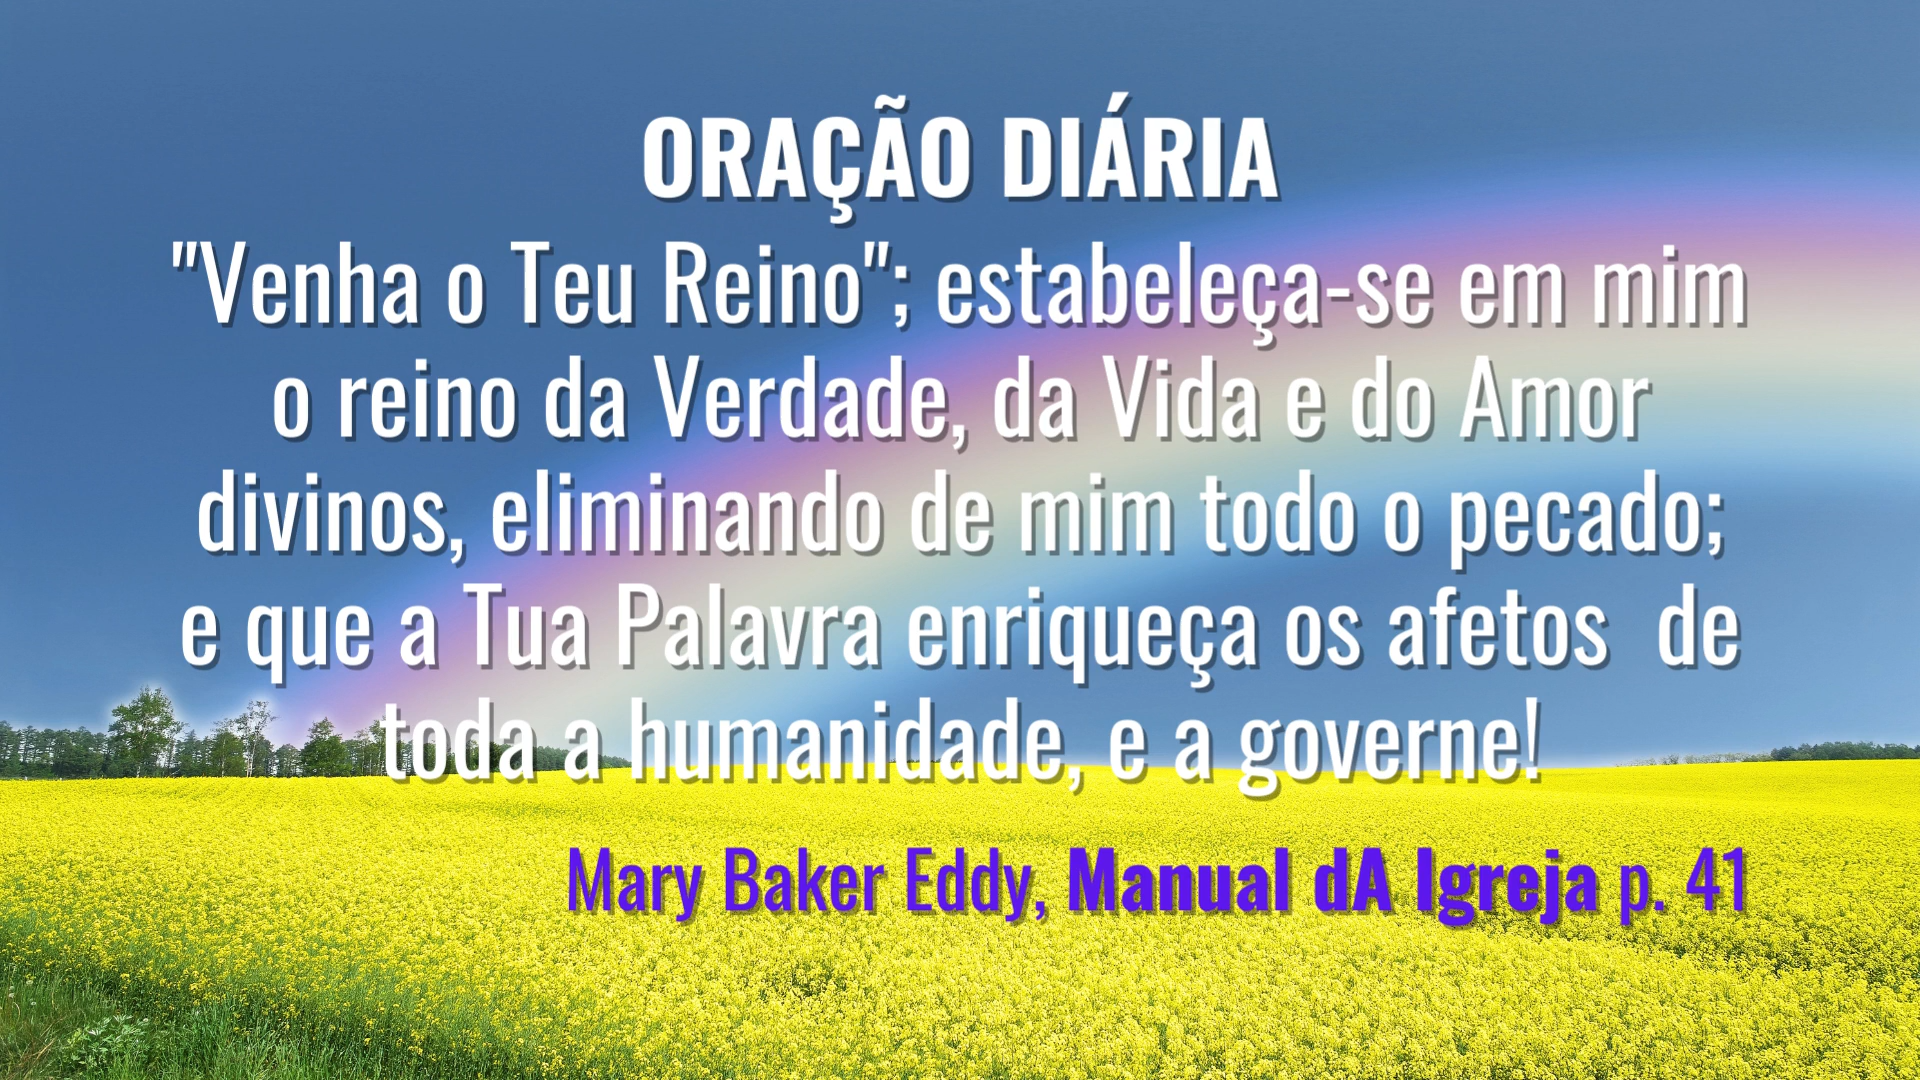 ORAÇÃO DIÁRIA
"Venha o Teu Reino"; estabeleça-se em mim
o reino da Verdade, da Vida e do Amor
divinos, eliminando de mim todo o pecado;
e que a Tua Palavra enriqueça os afetos  de
toda a humanidade, e a governe!
Mary Baker Eddy, Manual dA Igreja p. 41